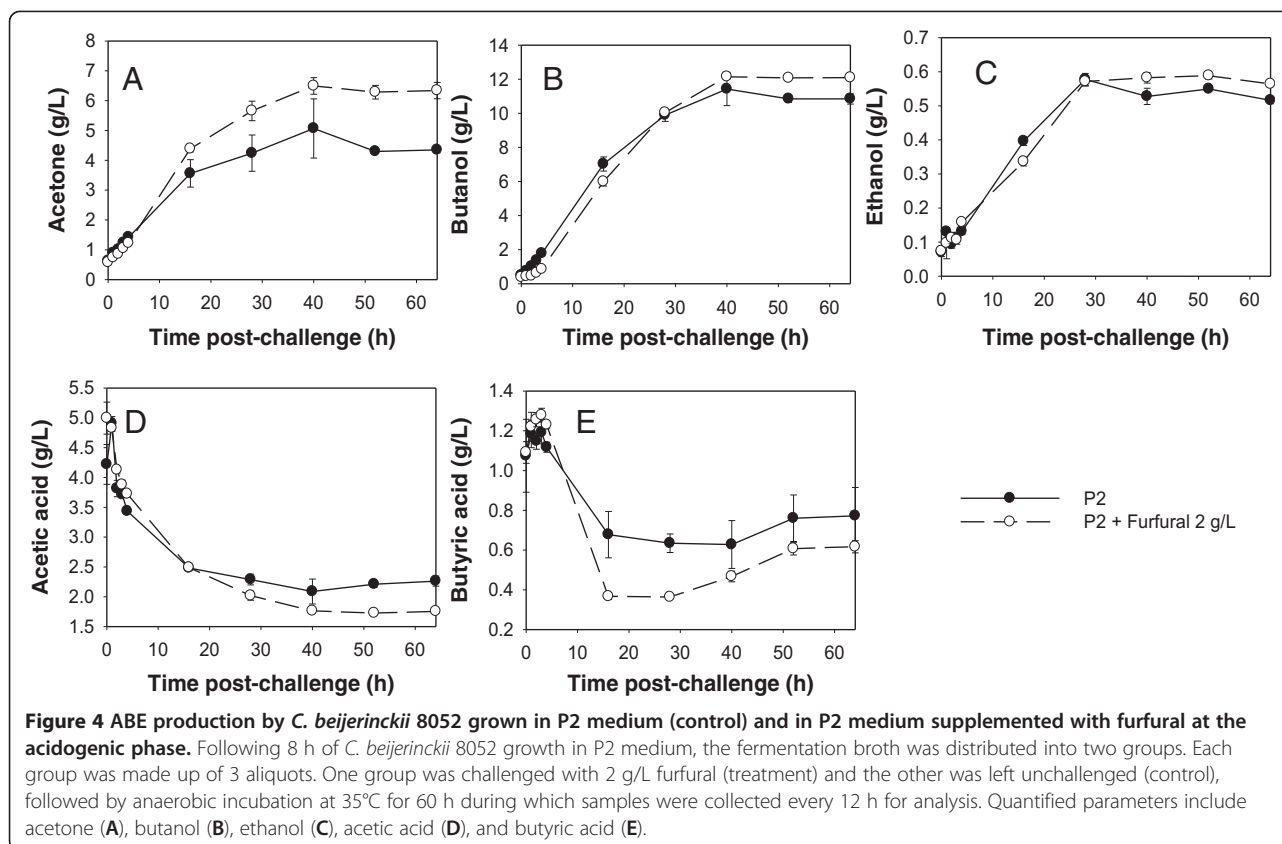 A
Acetone (g/L)
8
7
6
5
4
3
2
1
0
0 10 20 30 40 50 60
Time post-challenge (h)
B
Butanol (g/L)
14
12
10
8
6
4
2
0
0 10 20 30 40 50 60
Time post-challenge (h)
C
Ethanol (g/L)
0.7
0.6
0.5
0.4
0.3
0.2
0.1
0.0
0 10 20 30 40 50 60
Time post-challenge (h)
D
Acetic acid (g/L)
5.5
5.0
4.5
4.0
3.5
3.0
2.5
2.0
1.5
0 10 20 30 40 50 60
Time post-challenge (h)
E
Butyric acid (g/L)
1.4
1.2
1.0
0.8
0.6
0.4
0.2
0 10 20 30 40 50 60
Time post-challenge (h)
P2
P2 + Furfural 2 g/L
Figure 4 ABE production by C. beijerinckii 8052 grown in P2 medium (control) and in P2 medium supplemented with furfural at the
acidogenic phase. Following 8 h of C. beijerinckii 8052 growth in P2 medium, the fermentation broth was distributed into two groups. Each
group was made up of 3 aliquots. One group was challenged with 2 g/L furfural (treatment) and the other was left unchallenged (control),
followed by anaerobic incubation at 35°C for 60 h during which samples were collected every 12 h for analysis. Quantified parameters include
acetone (A), butanol (B), ethanol (C), acetic acid (D), and butyric acid (E).